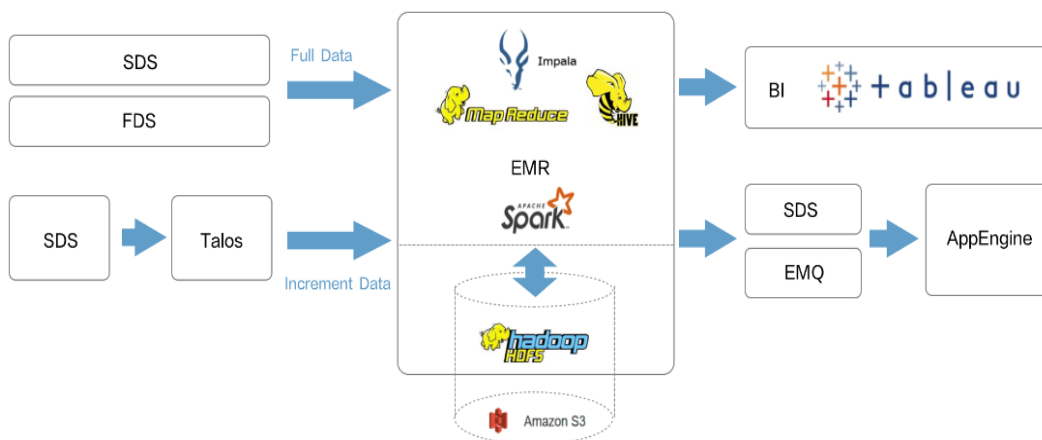 SDS
FDS
Full Data
Impala
Map Reduce
HIVE
EMR
APACHE
Spark
BI
+ableau
SDS
Talos
Increment Data
SDS
EMQ
AppEngine
hadoop
HDFS
Amazon S3